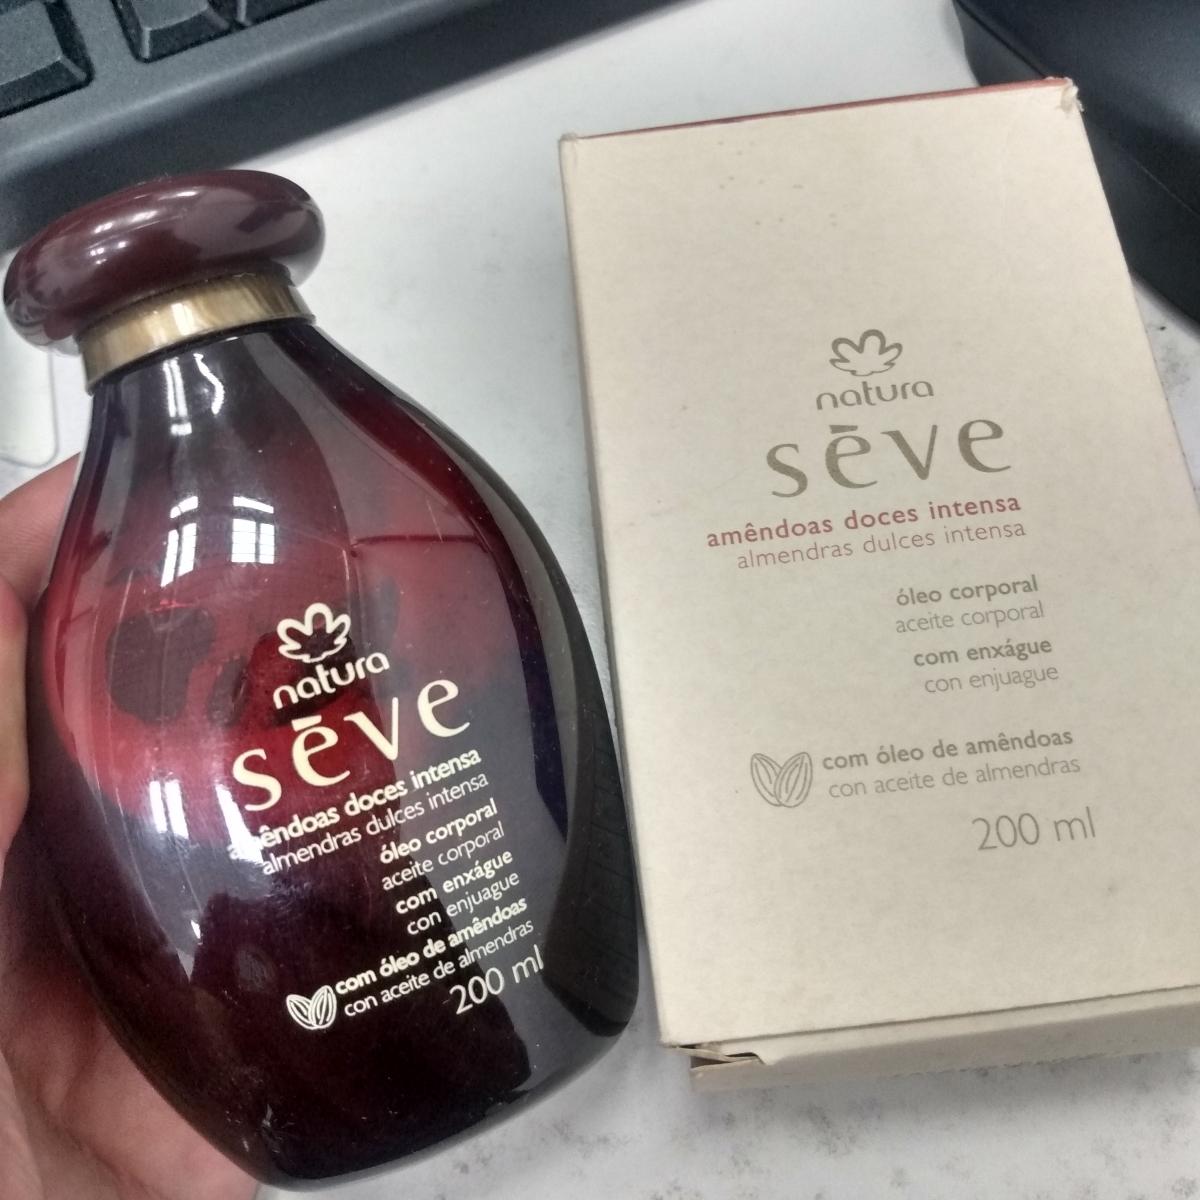 natura
sēve
amêndoas doces intensa
almendras dulces intensa
óleo corporal
aceite corporal
com enxágue
con enjuague
com óleo de amêndoas
con aceite de almendras
200 ml
natura
sēve
amêndoas doces intensa
almendras dulces intensa
óleo corporal
aceite corporal
com enxágue
con enjuague
com óleo de amêndoas
con aceite de almendras
200 ml